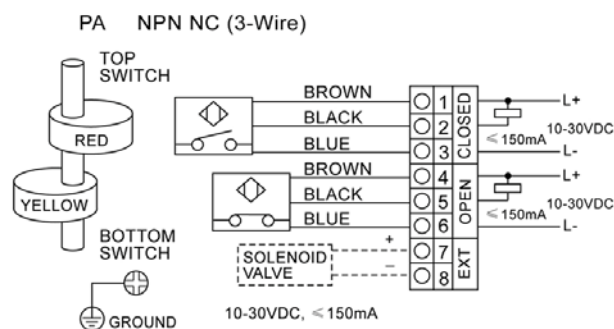 PA NPN NC (3-Wire)
TOP
SWITCH
RED
YELLOW
BOTTOM
SWITCH
GROUND
BROWN
BLACK
BLUE
BROWN
BLACK
BLUE
SOLENOID
VALVE
+
−
10-30VDC, ≤150mA
1
2
3
4
5
6
7
8
CLOSED
OPEN
EXT
L+
10-30VDC
≤150mA
L-
L+
10-30VDC
≤150mA
L-